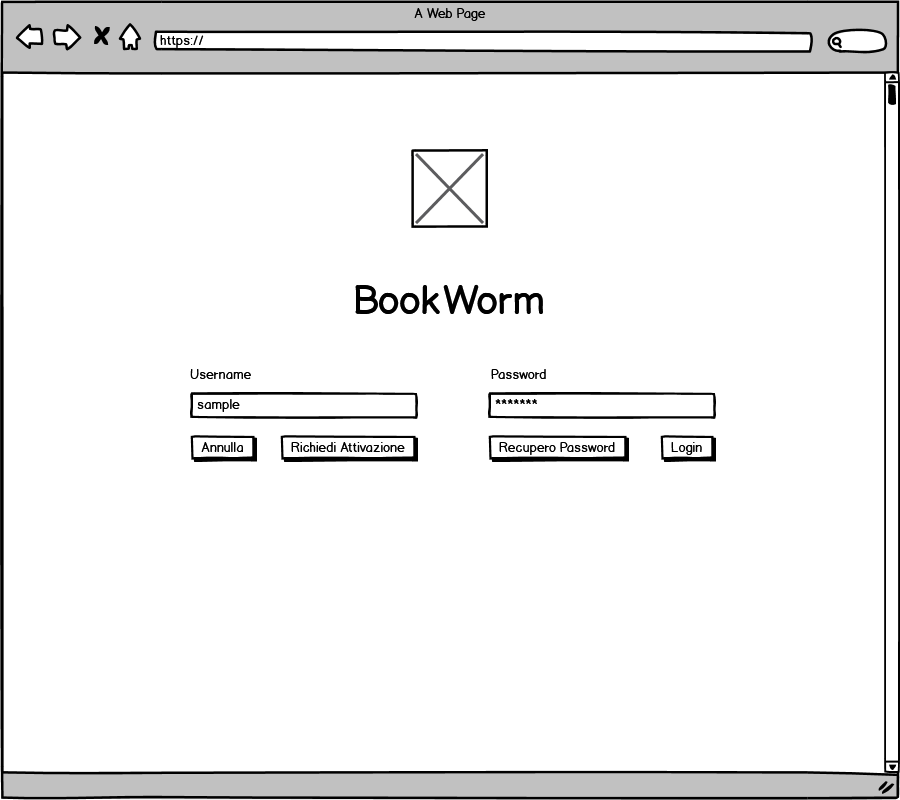 A Web Page
https://
BookWorm
Username
Password
sample
*******
Annulla
Richiedi Attivazione
Recupero Password
Login